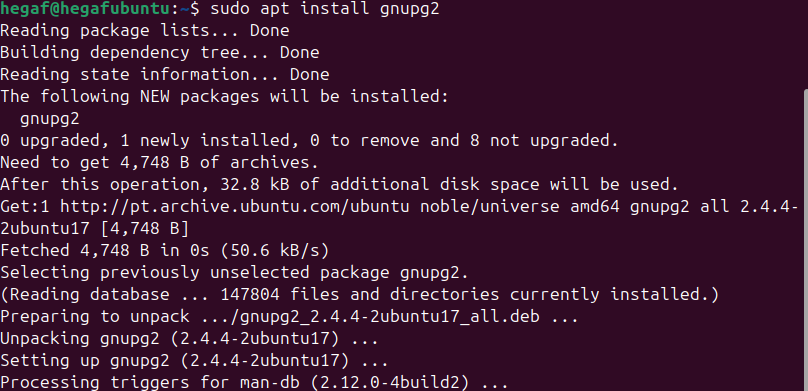 hegaf@hegafubuntu:~$ sudo apt install gnupg2
Reading package lists... Done
Building dependency tree... Done
Reading state information... Done
The following NEW packages will be installed:
  gnupg2
0 upgraded, 1 newly installed, 0 to remove and 8 not upgraded.
Need to get 4,748 B of archives.
After this operation, 32.8 kB of additional disk space will be used.
Get:1 http://pt.archive.ubuntu.com/ubuntu noble/universe amd64 gnupg2 all 2.4.4-
2ubuntu17 [4,748 B]
Fetched 4,748 B in 0s (50.6 kB/s)
Selecting previously unselected package gnupg2.
(Reading database ... 147804 files and directories currently installed.)
Preparing to unpack .../gnupg2_2.4.4-2ubuntu17_all.deb ...
Unpacking gnupg2 (2.4.4-2ubuntu17) ...
Setting up gnupg2 (2.4.4-2ubuntu17) ...
Processing triggers for man-db (2.12.0-4build2) ...